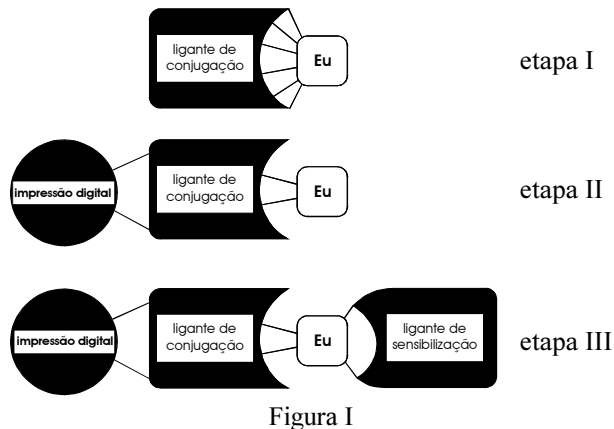 ligante de
conjugação
Eu
etapa I
impressão digital
ligante de
conjugação
Eu
etapa II
impressão digital
ligante de
conjugação
Eu
ligante de
sensibilização
etapa III
Figura I